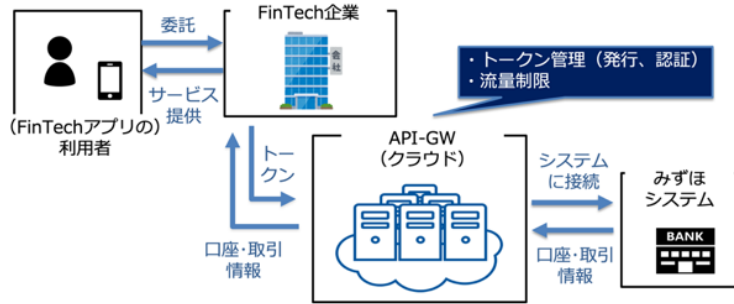 FinTech企業
委託
会社
サービス
提供
(FinTechアプリの)
利用者
・トークン管理（発行、認証）
・流量制限
トー
クン
API-GW
（クラウド）
システム
に接続
みずほ
システム
BANK
口座・取引
情報
口座・取引
情報